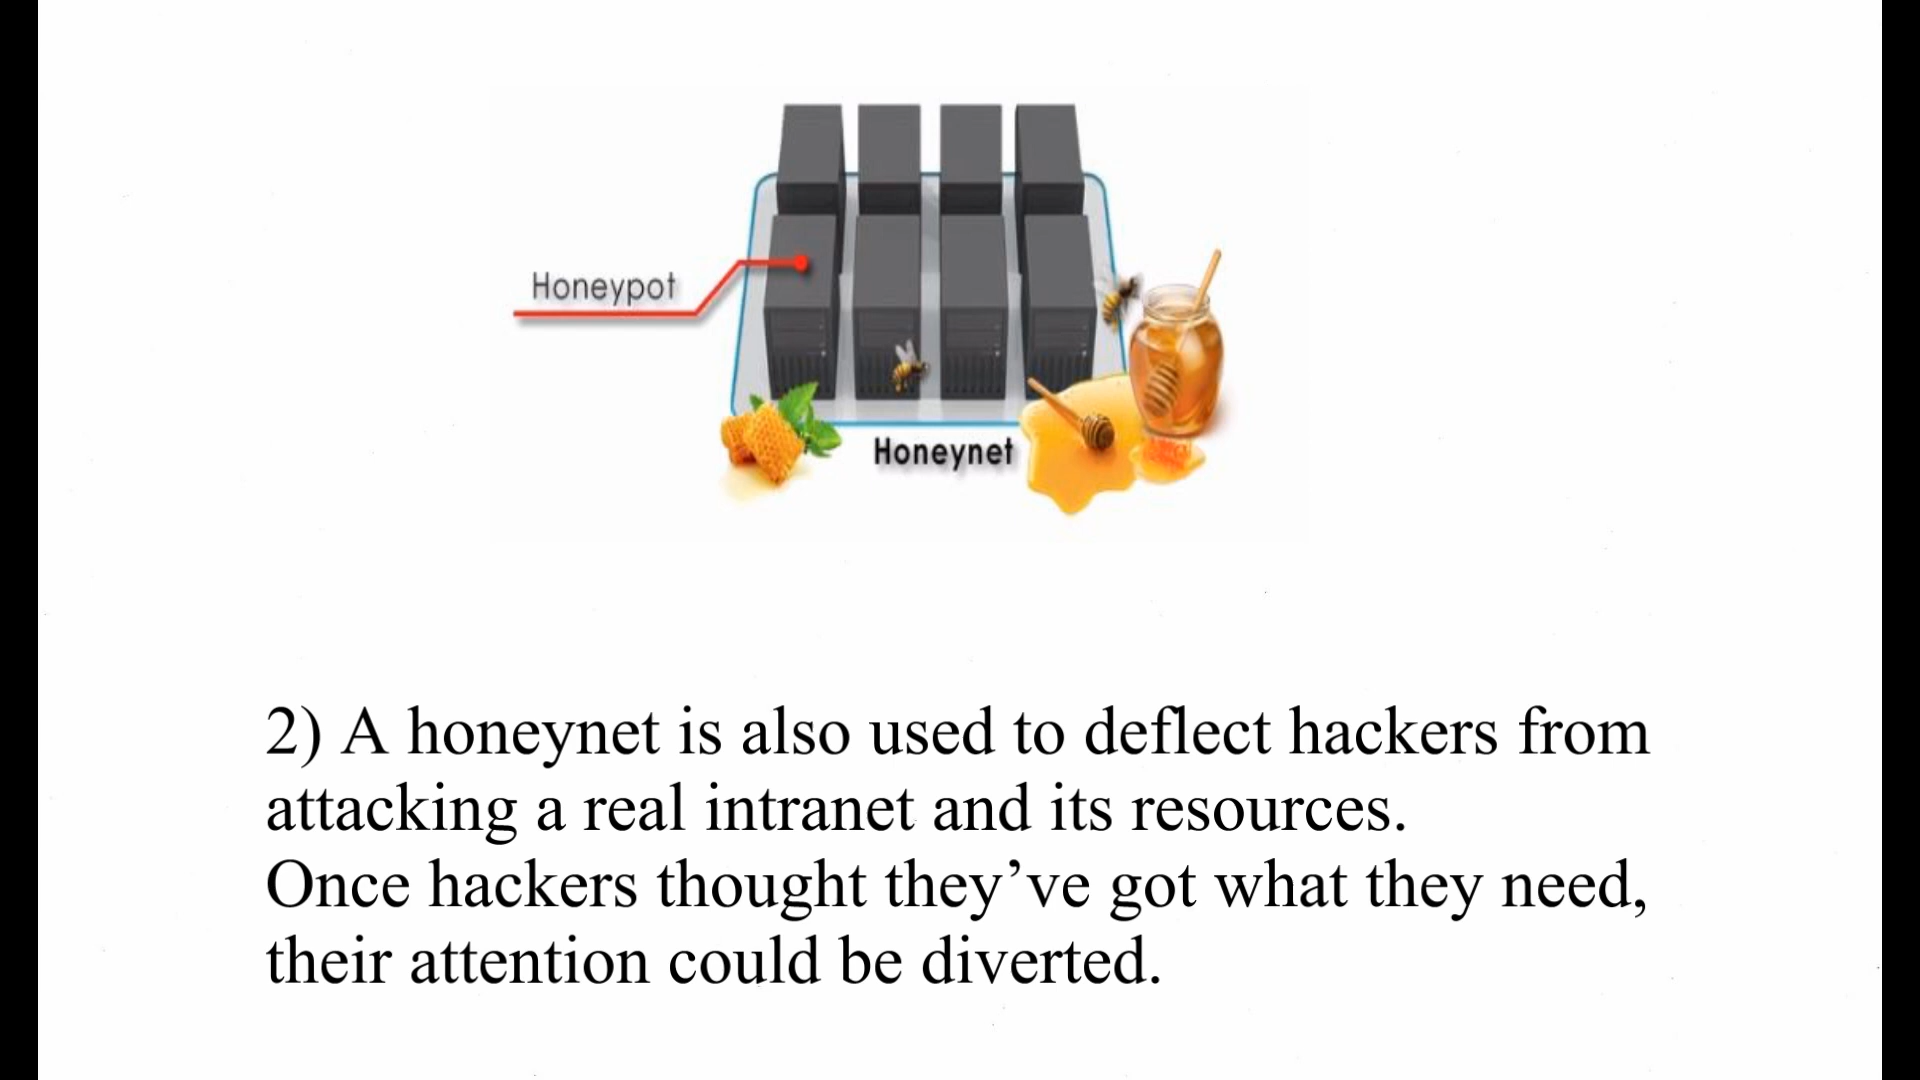 Honeypot
Honeynet
2) A honeynet is also used to deflect hackers from
attacking a real intranet and its resources.
Once hackers thought they’ve got what they need,
their attention could be diverted.